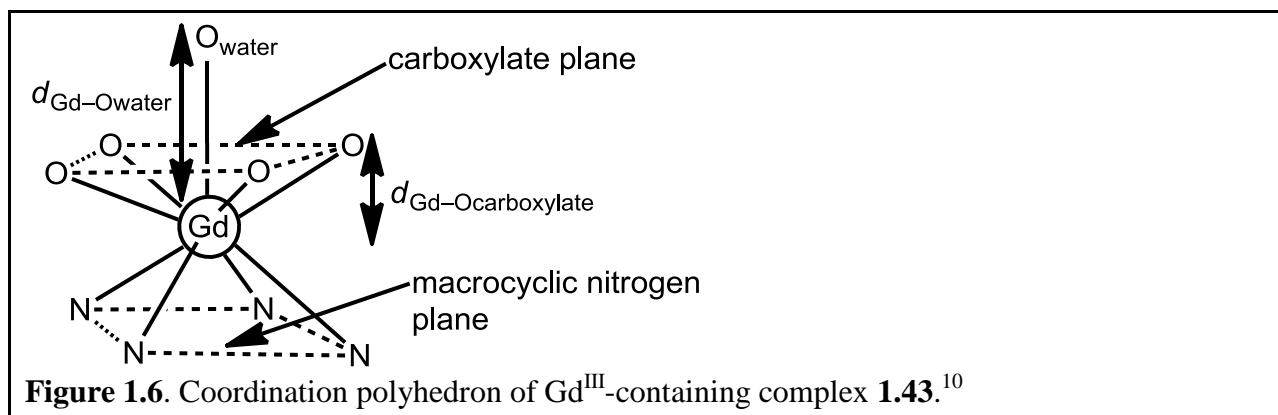 O_water
carboxylate plane
d_Gd–Owater
O O
O O
d_Gd–Ocarboxylate
Gd
macrocyclic nitrogen
plane
N N
N N
Figure 1.6. Coordination polyhedron of Gd^III-containing complex 1.43.^10